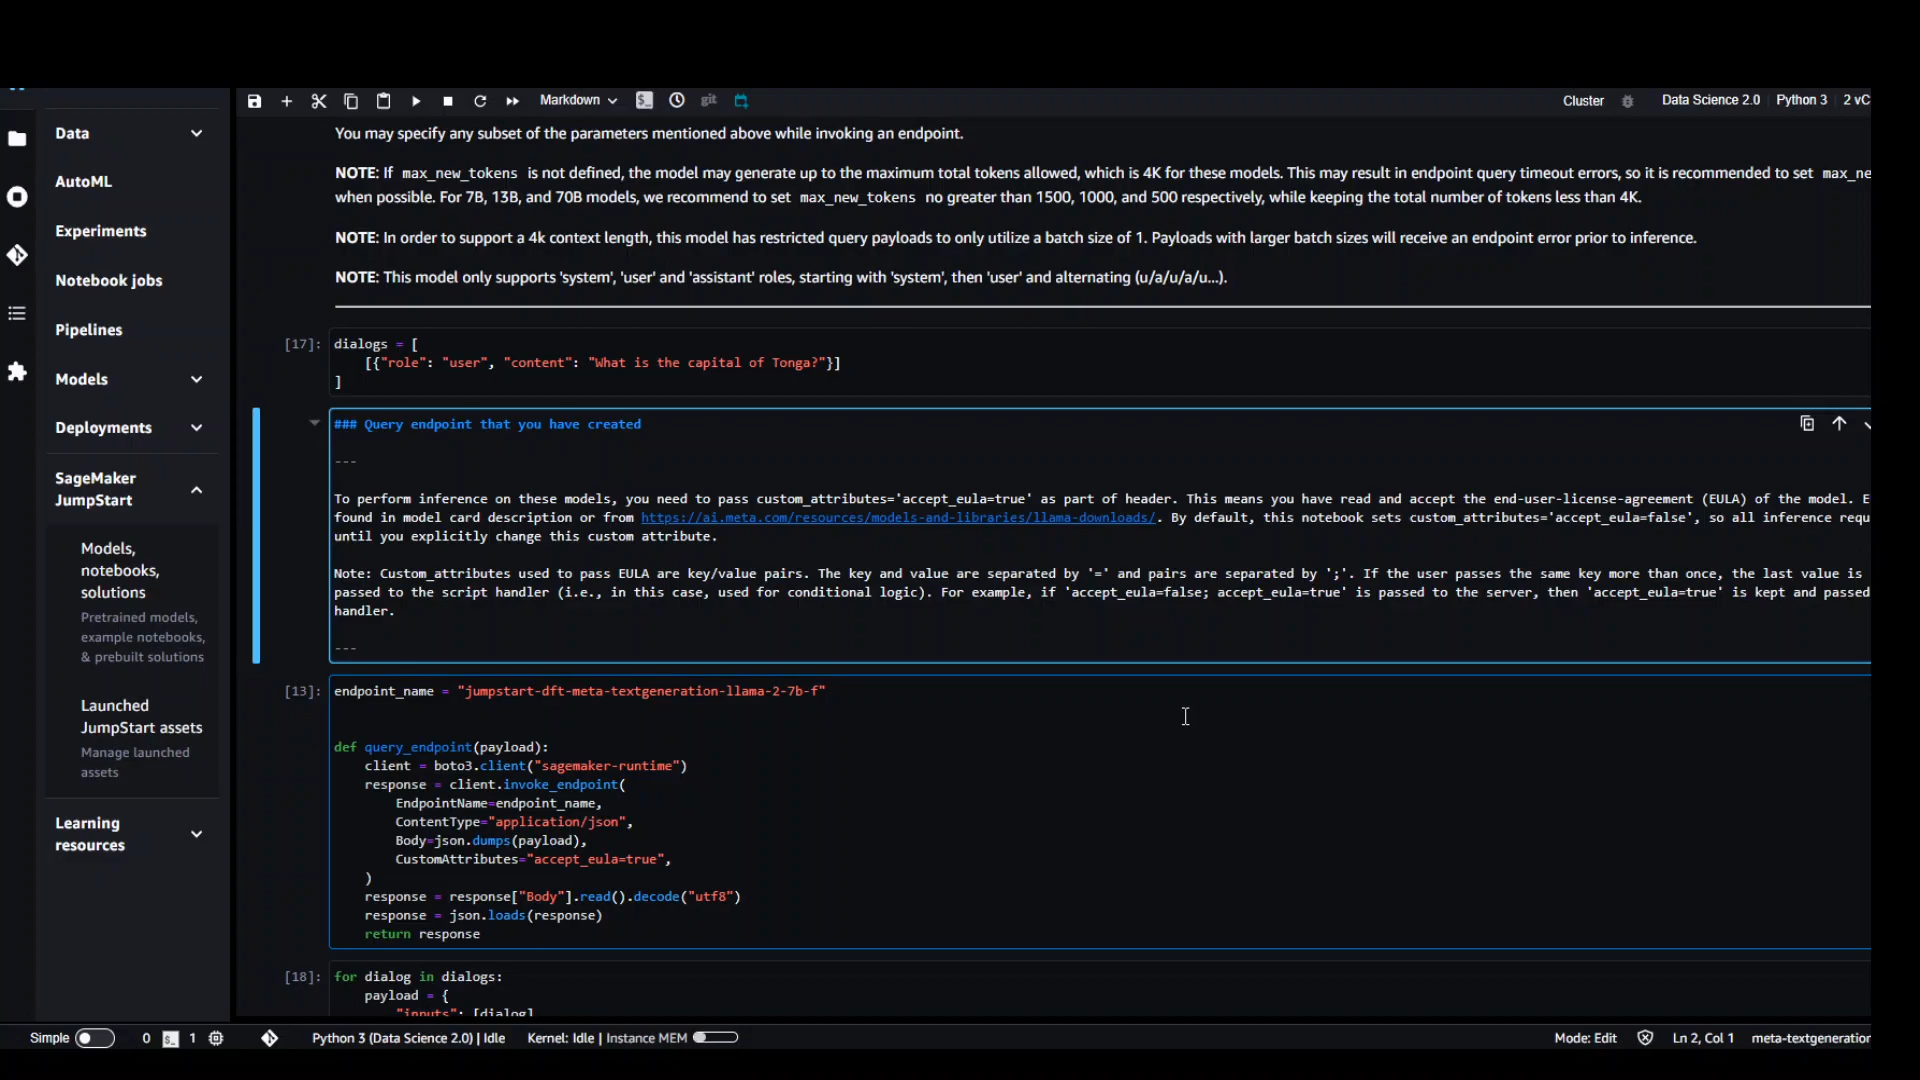 Markdown
git
Cluster
Data Science 2.0
Python 3
2 vC
Data
AutoML
Experiments
Notebook jobs
Pipelines
Models
Deployments
SageMaker
JumpStart
Models,
notebooks,
solutions
Pretrained models,
example notebooks,
& prebuilt solutions
Launched
JumpStart assets
Manage launched
assets
Learning
resources
You may specify any subset of the parameters mentioned above while invoking an endpoint.
NOTE: If max_new_tokens is not defined, the model may generate up to the maximum total tokens allowed, which is 4K for these models. This may result in endpoint query timeout errors, so it is recommended to set max_ne
when possible. For 7B, 13B, and 70B models, we recommend to set max_new_tokens no greater than 1500, 1000, and 500 respectively, while keeping the total number of tokens less than 4K.
NOTE: In order to support a 4k context length, this model has restricted query payloads to only utilize a batch size of 1. Payloads with larger batch sizes will receive an endpoint error prior to inference.
NOTE: This model only supports 'system', 'user' and 'assistant' roles, starting with 'system', then 'user' and alternating (u/a/u/a/u...).
[17]: dialogs = [
[{"role": "user", "content": "What is the capital of Tonga?"}]
]
### Query endpoint that you have created
---
To perform inference on these models, you need to pass custom_attributes='accept_eula=true' as part of header. This means you have read and accept the end-user-license-agreement (EULA) of the model. E
found in model card description or from https://ai.meta.com/resources/models-and-libraries/llama-downloads/. By default, this notebook sets custom_attributes='accept_eula=false', so all inference requ
until you explicitly change this custom attribute.
Note: Custom_attributes used to pass EULA are key/value pairs. The key and value are separated by '=' and pairs are separated by ';'. If the user passes the same key more than once, the last value is
passed to the script handler (i.e., in this case, used for conditional logic). For example, if 'accept_eula=false; accept_eula=true' is passed to the server, then 'accept_eula=true' is kept and passed
handler.
---
[13]: endpoint_name = "jumpstart-dft-meta-textgeneration-llama-2-7b-f"
def query_endpoint(payload):
client = boto3.client("sagemaker-runtime")
response = client.invoke_endpoint(
EndpointName=endpoint_name,
ContentType="application/json",
Body=json.dumps(payload),
CustomAttributes="accept_eula=true",
)
response = response["Body"].read().decode("utf8")
response = json.loads(response)
return response
[18]: for dialog in dialogs:
payload = {
"inputs": [dialog]
Simple
0
1
Python 3 (Data Science 2.0) | Idle
Kernel: Idle | Instance MEM
Mode: Edit
Ln 2, Col 1
meta-textgeneration